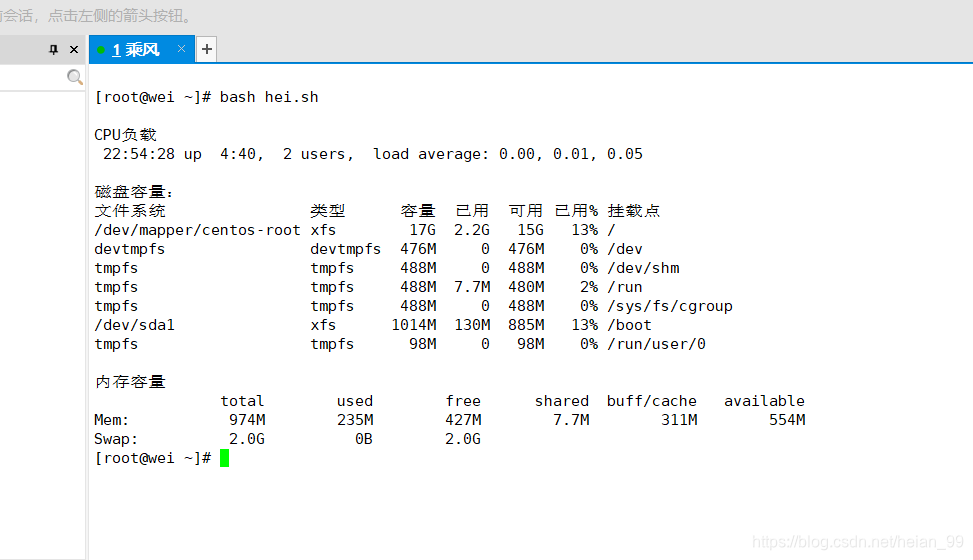 前会话，点击左侧的箭头按钮。
1 乘风 × +
[root@wei ~]# bash hei.sh
CPU负载
22:54:28 up  4:40,  2 users,  load average: 0.00, 0.01, 0.05
磁盘容量：
文件系统                类型      容量  已用  可用 已用% 挂载点
/dev/mapper/centos-root xfs        17G  2.2G   15G   13% /
devtmpfs                devtmpfs  476M     0  476M    0% /dev
tmpfs                   tmpfs     488M     0  488M    0% /dev/shm
tmpfs                   tmpfs     488M  7.7M  480M    2% /run
tmpfs                   tmpfs     488M     0  488M    0% /sys/fs/cgroup
/dev/sda1               xfs      1014M  130M  885M   13% /boot
tmpfs                   tmpfs      98M     0   98M    0% /run/user/0
内存容量
              total        used        free      shared  buff/cache   available
Mem:           974M        235M        427M        7.7M        311M        554M
Swap:          2.0G          0B        2.0G
[root@wei ~]#
https://blog.csdn.net/heian_99